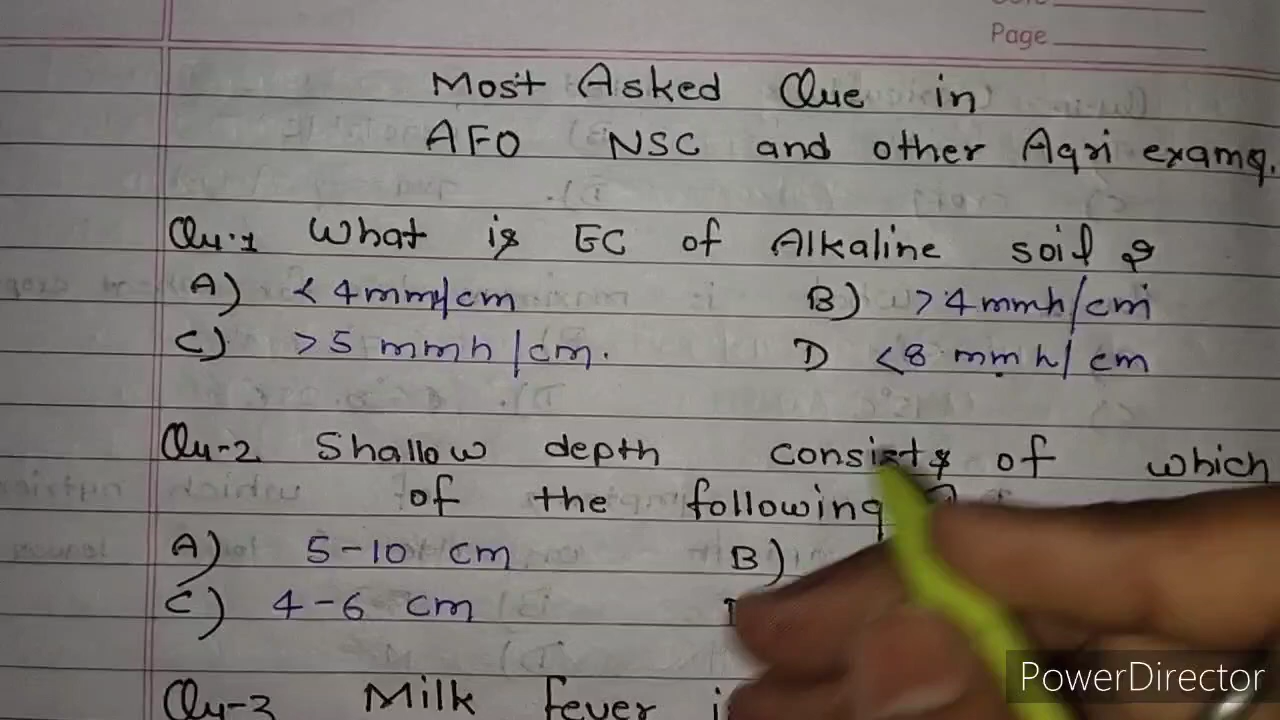 Page
Most Asked Que in
AFO NSC and other Agri exams.
Qu.1 What is EC of Alkaline soil ?
A) < 4mmh/cm B) > 4 mmh/cm
C) > 5 mmh/cm. D <8 mmh/cm
Qu-2 Shallow depth consists of which
of the following ?
A) 5-10 cm B)
C) 4-6 cm
Qu-3 Milk fever i
PowerDirector